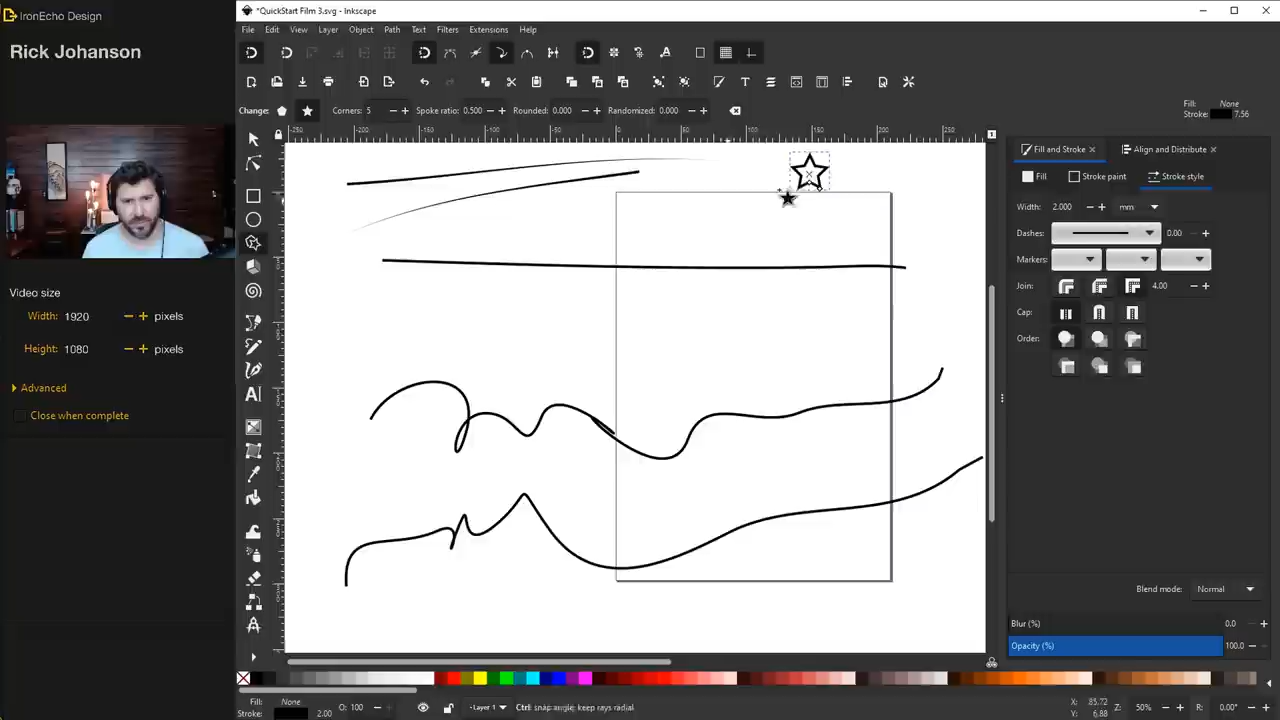 IronEcho Design
Rick Johanson
Video size
Width: 1920 pixels
Height: 1080 pixels
Advanced
Close when complete
*QuickStart Film 3.svg - Inkscape
File Edit View Layer Object Path Text Filters Extensions Help
Change: Corners: 5 Spoke ratio: 0.500 Rounded: 0.000 Randomized: 0.000
Fill: None
Stroke: 7.56
Fill and Stroke Align and Distribute
Fill Stroke paint Stroke style
Width: 2.000 mm
Dashes: 0.00
Markers:
Join: 4.00
Cap:
Order:
Blend mode: Normal
Blur (%) 0.0
Opacity (%) 100.0
Fill: None
Stroke: 2.00
O: 100
-Layer 1
Ctrl: snap angle; keep rays radial
X: 85.72
Y: 6.88
Z: 50%
R: 0.00°